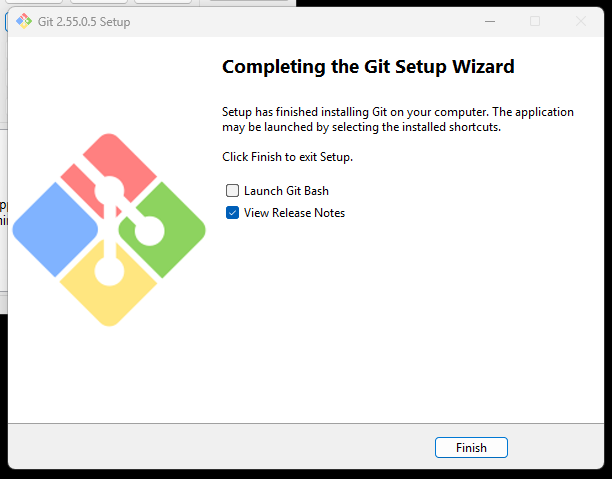 Git 2.55.0.5 Setup
Completing the Git Setup Wizard
Setup has finished installing Git on your computer. The application
may be launched by selecting the installed shortcuts.
Click Finish to exit Setup.
Launch Git Bash
View Release Notes
Finish